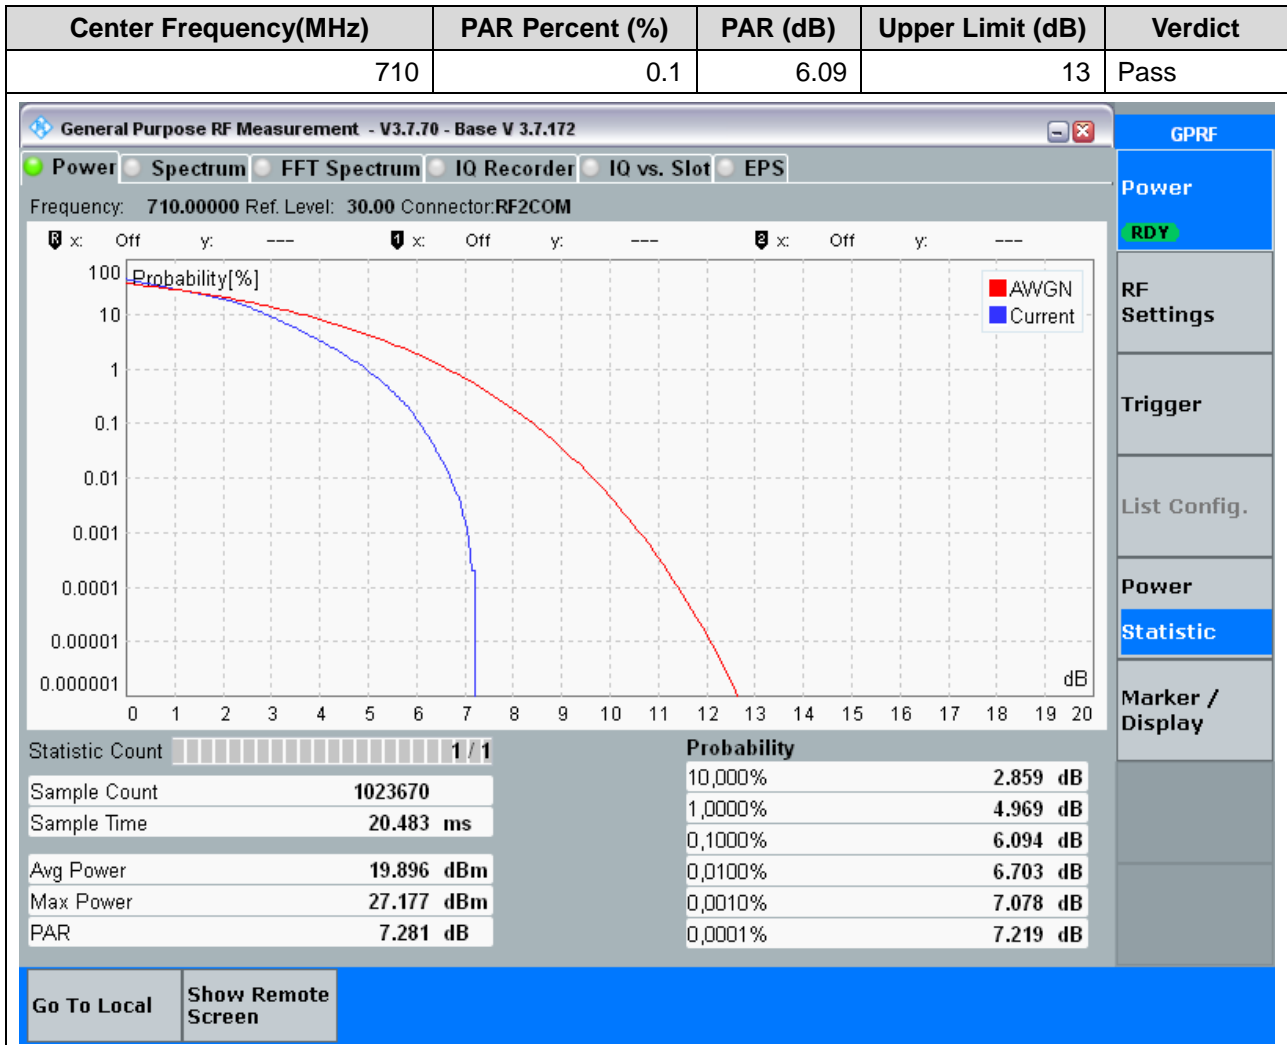 Center Frequency(MHz) PAR Percent (%) PAR (dB) Upper Limit (dB) Verdict
710 0.1 6.09 13 Pass
General Purpose RF Measurement - V3.7.70 - Base V 3.7.172
GPRF
Power Spectrum FFT Spectrum IQ Recorder IQ vs. Slot EPS
Power
RDY
Frequency: 710.00000 Ref. Level: 30.00 Connector:RF2COM
R x: Off y: --- 1 x: Off y: --- 2 x: Off y: ---
Probability[%]
AWGN
Current
100
10
1
0.1
0.01
0.001
0.0001
0.00001
0.000001
dB
0 1 2 3 4 5 6 7 8 9 10 11 12 13 14 15 16 17 18 19 20
RF
Settings
Trigger
List Config.
Power
Statistic
Marker /
Display
Statistic Count 1 / 1
Sample Count 1023670
Sample Time 20.483 ms
Avg Power 19.896 dBm
Max Power 27.177 dBm
PAR 7.281 dB
Probability
10,000% 2.859 dB
1,0000% 4.969 dB
0,1000% 6.094 dB
0,0100% 6.703 dB
0,0010% 7.078 dB
0,0001% 7.219 dB
Go To Local
Show Remote
Screen